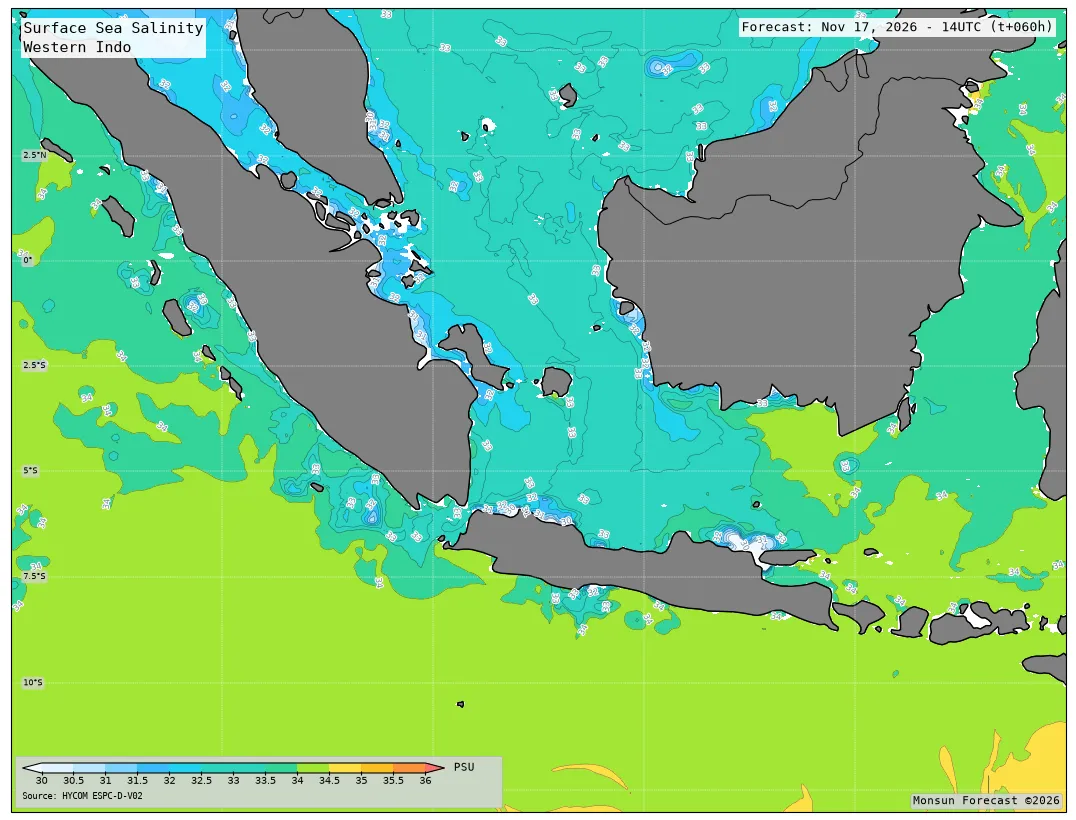 Surface Sea Salinity
Western Indo
Forecast: Nov 17, 2026 - 14UTC (t+060h)
2.5°N
0°
2.5°S
5°S
7.5°S
10°S
PSU
30 30.5 31 31.5 32 32.5 33 33.5 34 34.5 35 35.5 36
Source: HYCOM ESPC-D-V02
Monsun Forecast ©2026